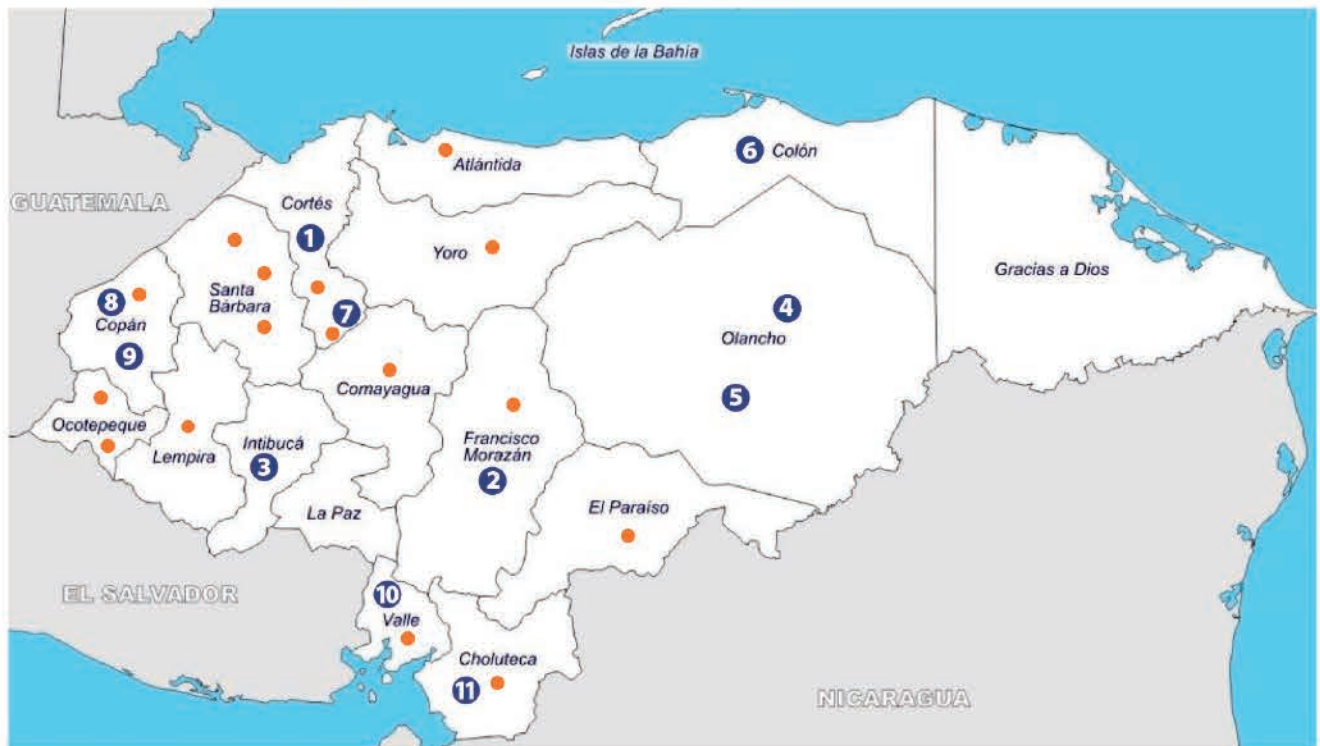 Islas de la Bahía
6
Colón
Atlántida
GUATEMALA
Cortés
1
Yoro
Gracias a Dios
Santa
Bárbara
8
Copán
7
4
Olancho
9
Comayagua
5
Ocotepeque
Lempira
Intibucá
3
Francisco
Morazán
2
La Paz
El Paraíso
EL SALVADOR
10
Valle
Choluteca
11
NICARAGUA